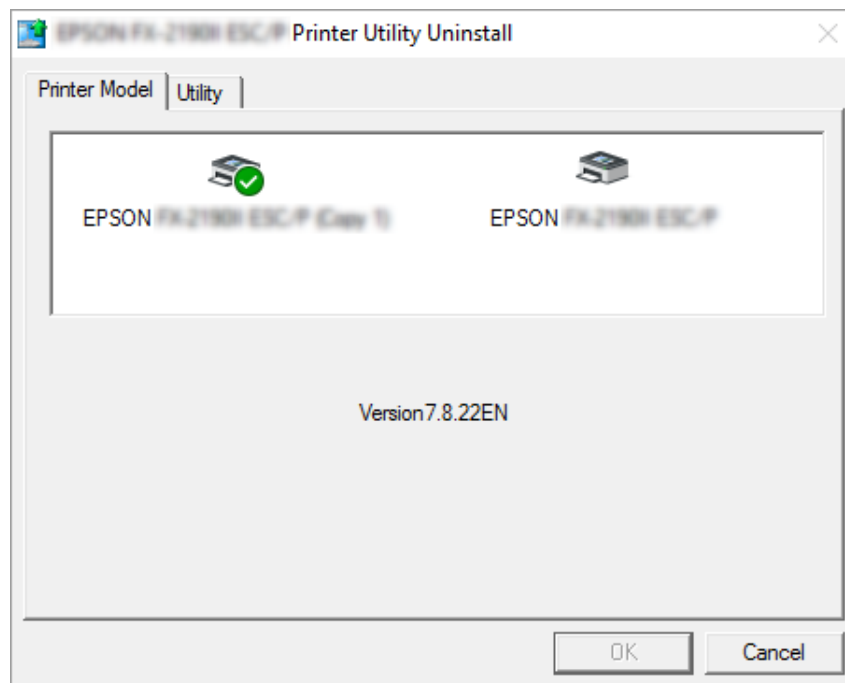 Printer Utility Uninstall
Printer Model
Utility
EPSON
EPSON
Version7.8.22EN
OK
Cancel